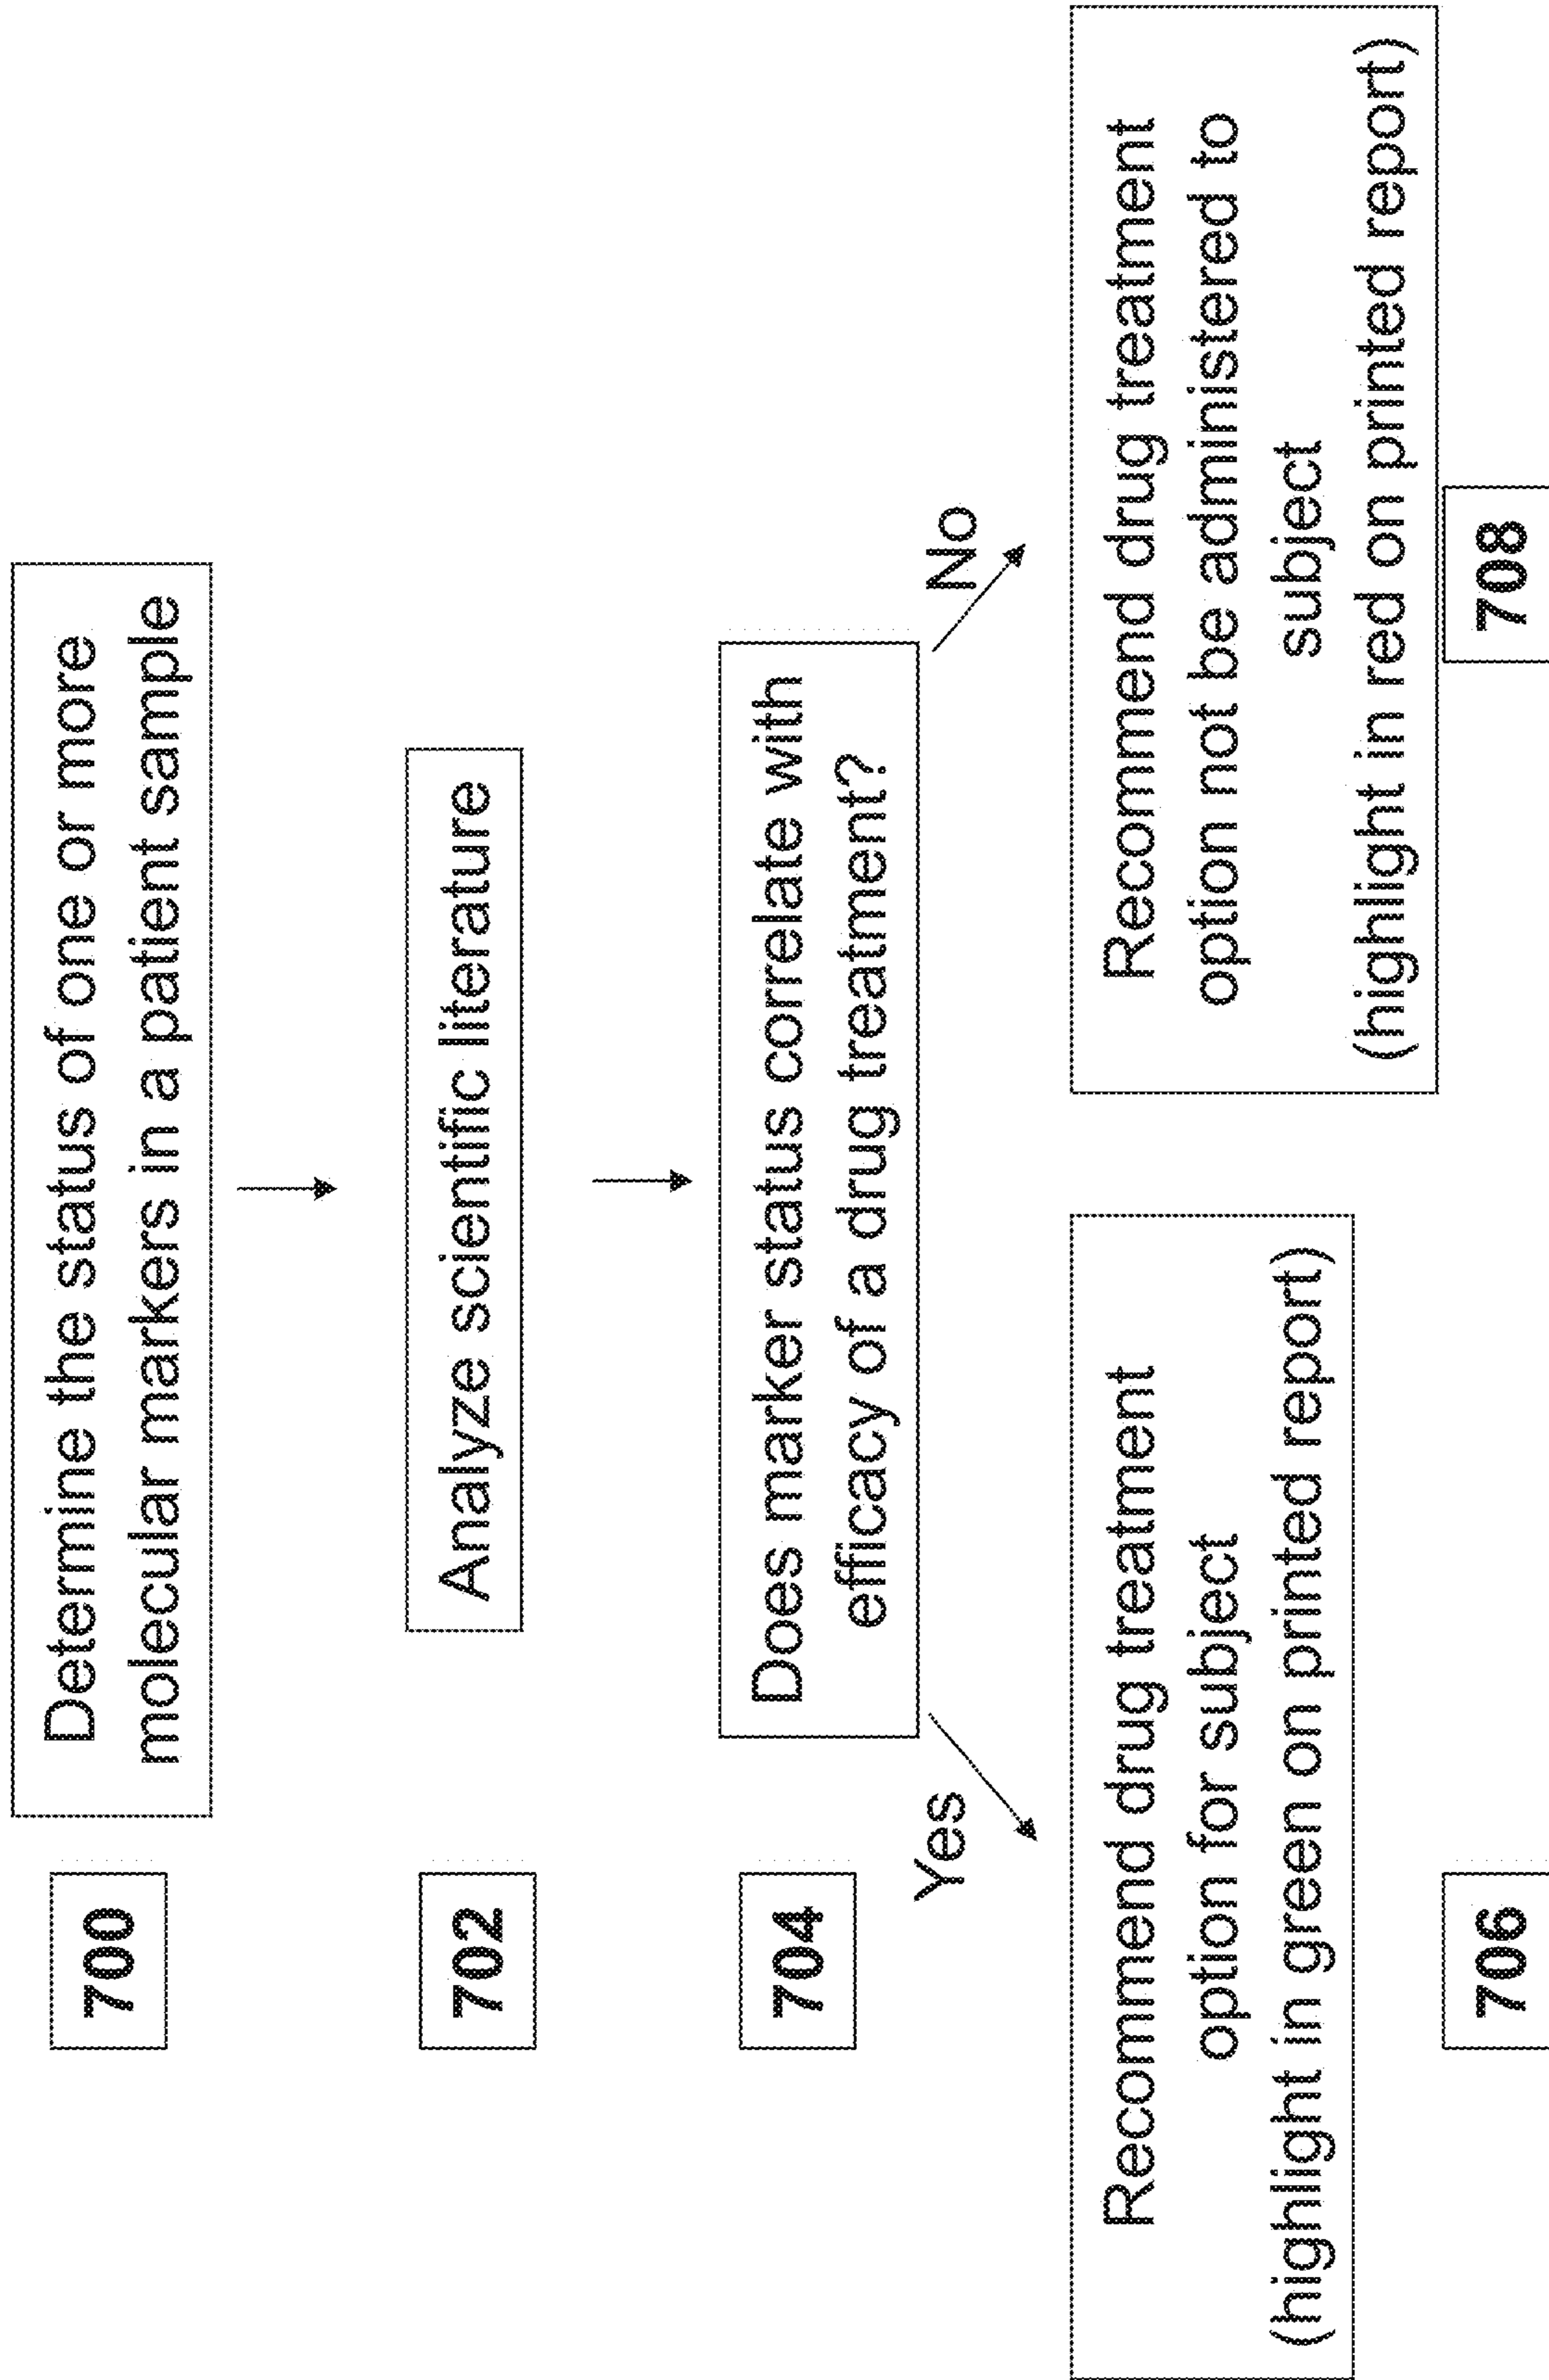 700
Determine the status of one or more
molecular markers in a patient sample
702
Analyze scientific literature
704
Does marker status correlate with
efficacy of a drug treatment?
Yes
No
Recommend drug treatment
option for subject
(highlight in green on printed report)
Recommend drug treatment
option not be administered to
subject
(highlight in red on printed report)
706
708